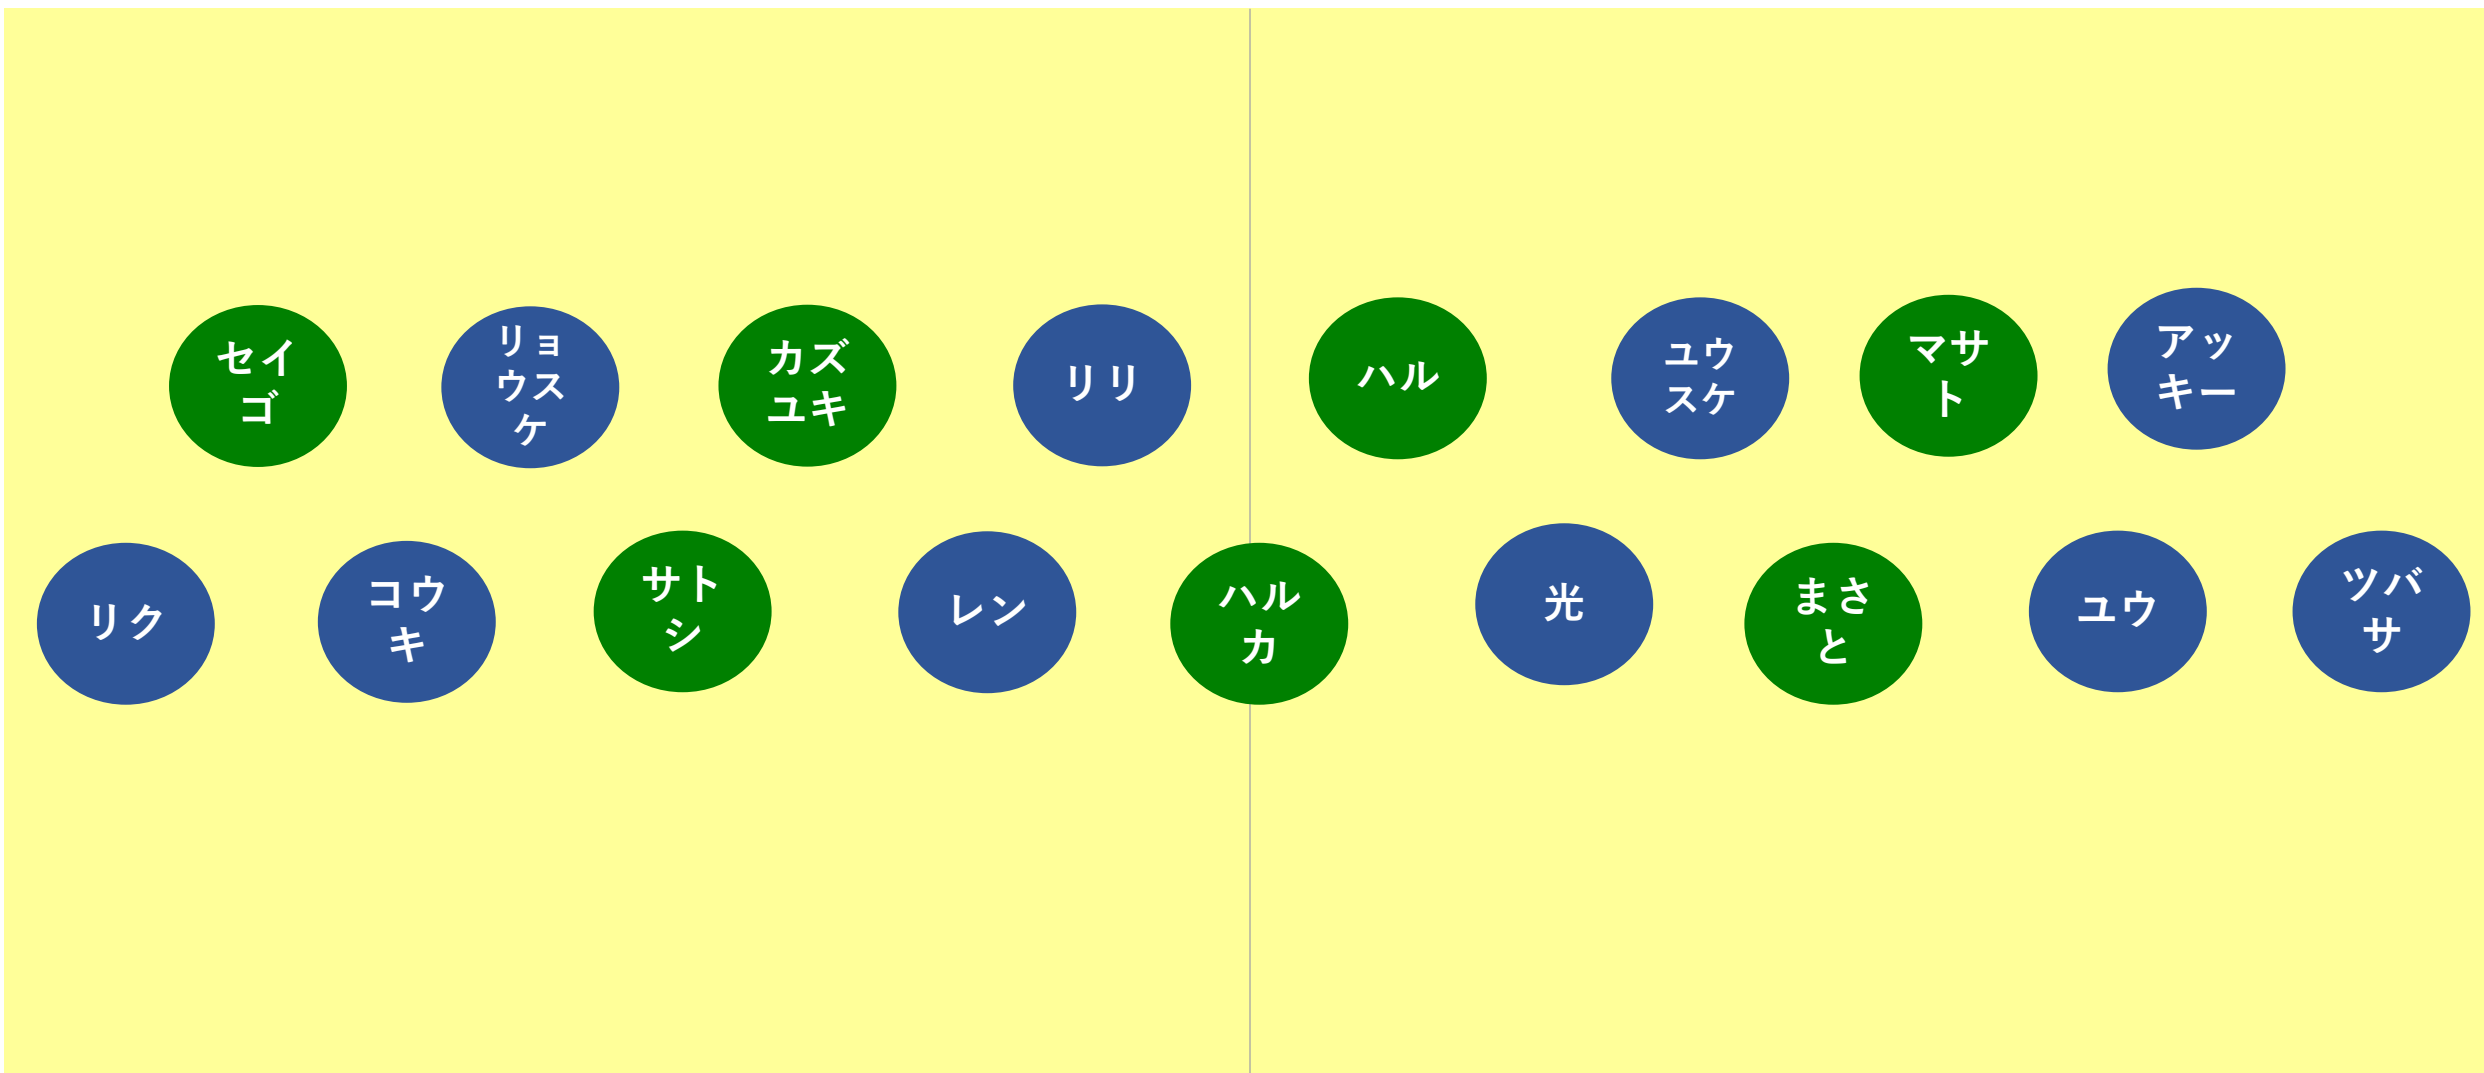 セイ
ゴ
リョ
ウス
ケ
カズ
ユキ
リリ
ハル
ユウ
スケ
マサ
ト
アッ
キー
リク
コウ
キ
サト
シ
レン
ハル
カ
光
まさ
と
ユウ
ツバ
サ